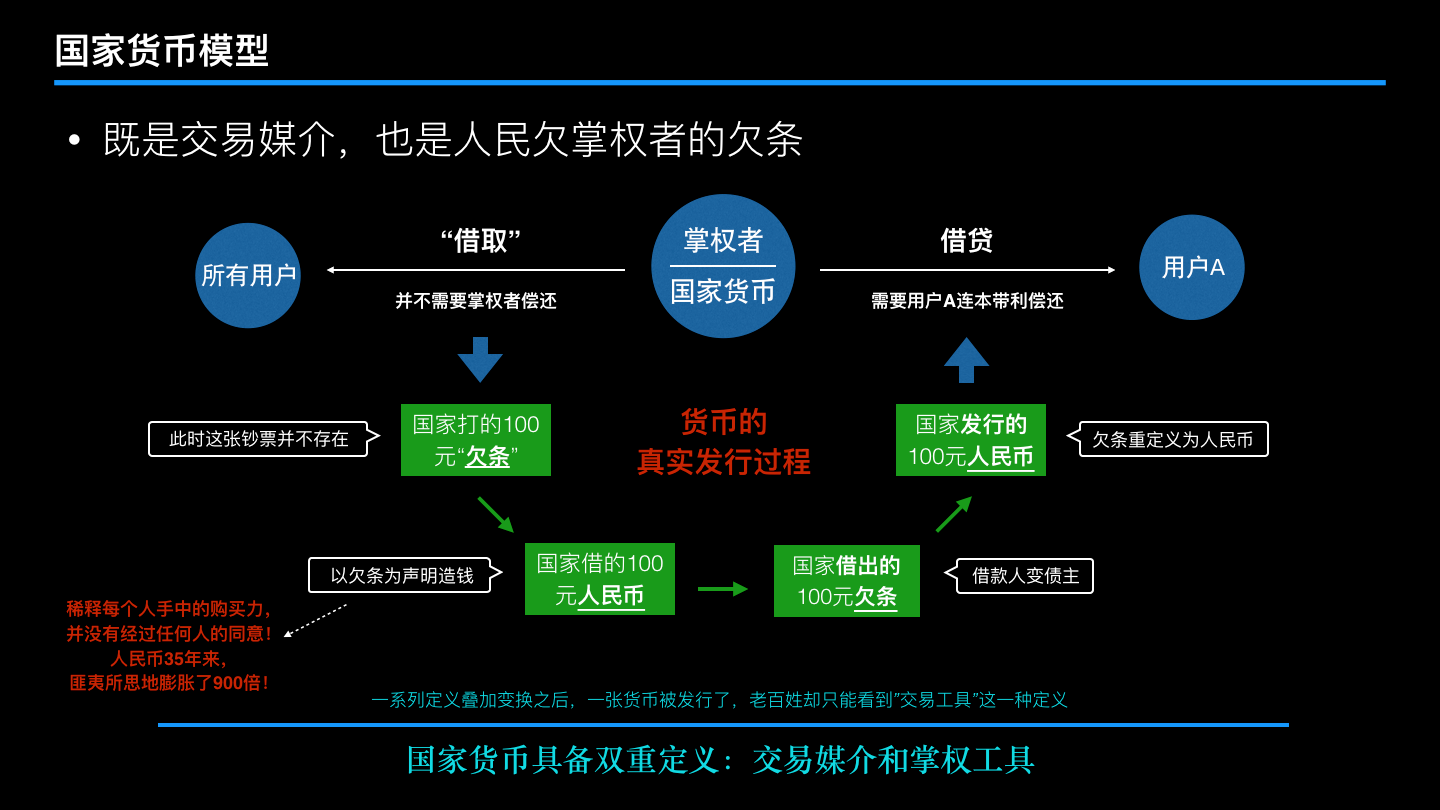 国家货币模型
• 既是交易媒介，也是人民欠掌权者的欠条
所有用户
“借取”
并不需要掌权者偿还
掌权者
国家货币
借贷
需要用户A连本带利偿还
用户A
此时这张钞票并不存在
国家打的100
元“欠条”
货币的
真实发行过程
国家发行的
100元人民币
欠条重定义为人民币
以欠条为声明造钱
国家借的100
元人民币
国家借出的
100元欠条
借款人变债主
稀释每个人手中的购买力，
并没有经过任何人的同意！
人民币35年来，
匪夷所思地膨胀了900倍！
一系列定义叠加变换之后，一张货币被发行了，老百姓却只能看到”交易工具”这一种定义
国家货币具备双重定义：交易媒介和掌权工具